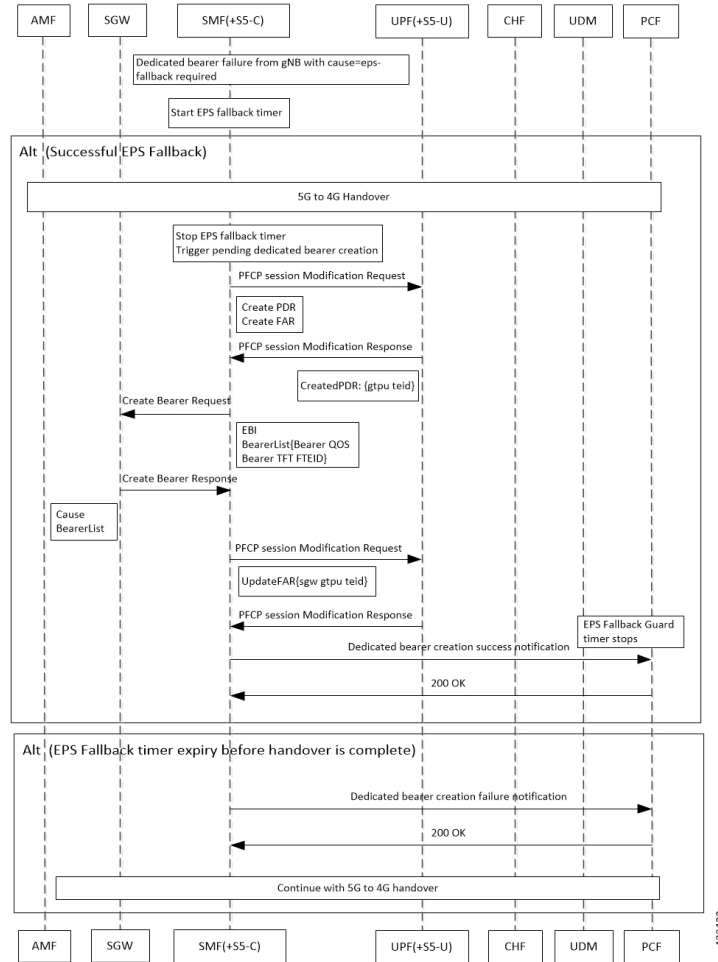 AMF
SGW
SMF(+S5-C)
UPF(+S5-U)
CHF
UDM
PCF
Dedicated bearer failure from gNB with cause=eps-
fallback required
Start EPS fallback timer
Alt (Successful EPS Fallback)
5G to 4G Handover
Stop EPS fallback timer
Trigger pending dedicated bearer creation
PFCP session Modification Request
Create PDR
Create FAR
PFCP session Modification Response
CreatedPDR: {gtpu teid}
Create Bearer Request
EBI
BearerList{Bearer QOS
Bearer TFT FTEID}
Create Bearer Response
Cause
BearerList
PFCP session Modification Request
UpdateFAR{sgw gtpu teid}
PFCP session Modification Response
EPS Fallback Guard
timer stops
Dedicated bearer creation success notification
200 OK
Alt (EPS Fallback timer expiry before handover is complete)
Dedicated bearer creation failure notification
200 OK
Continue with 5G to 4G handover
AMF
SGW
SMF(+S5-C)
UPF(+S5-U)
CHF
UDM
PCF